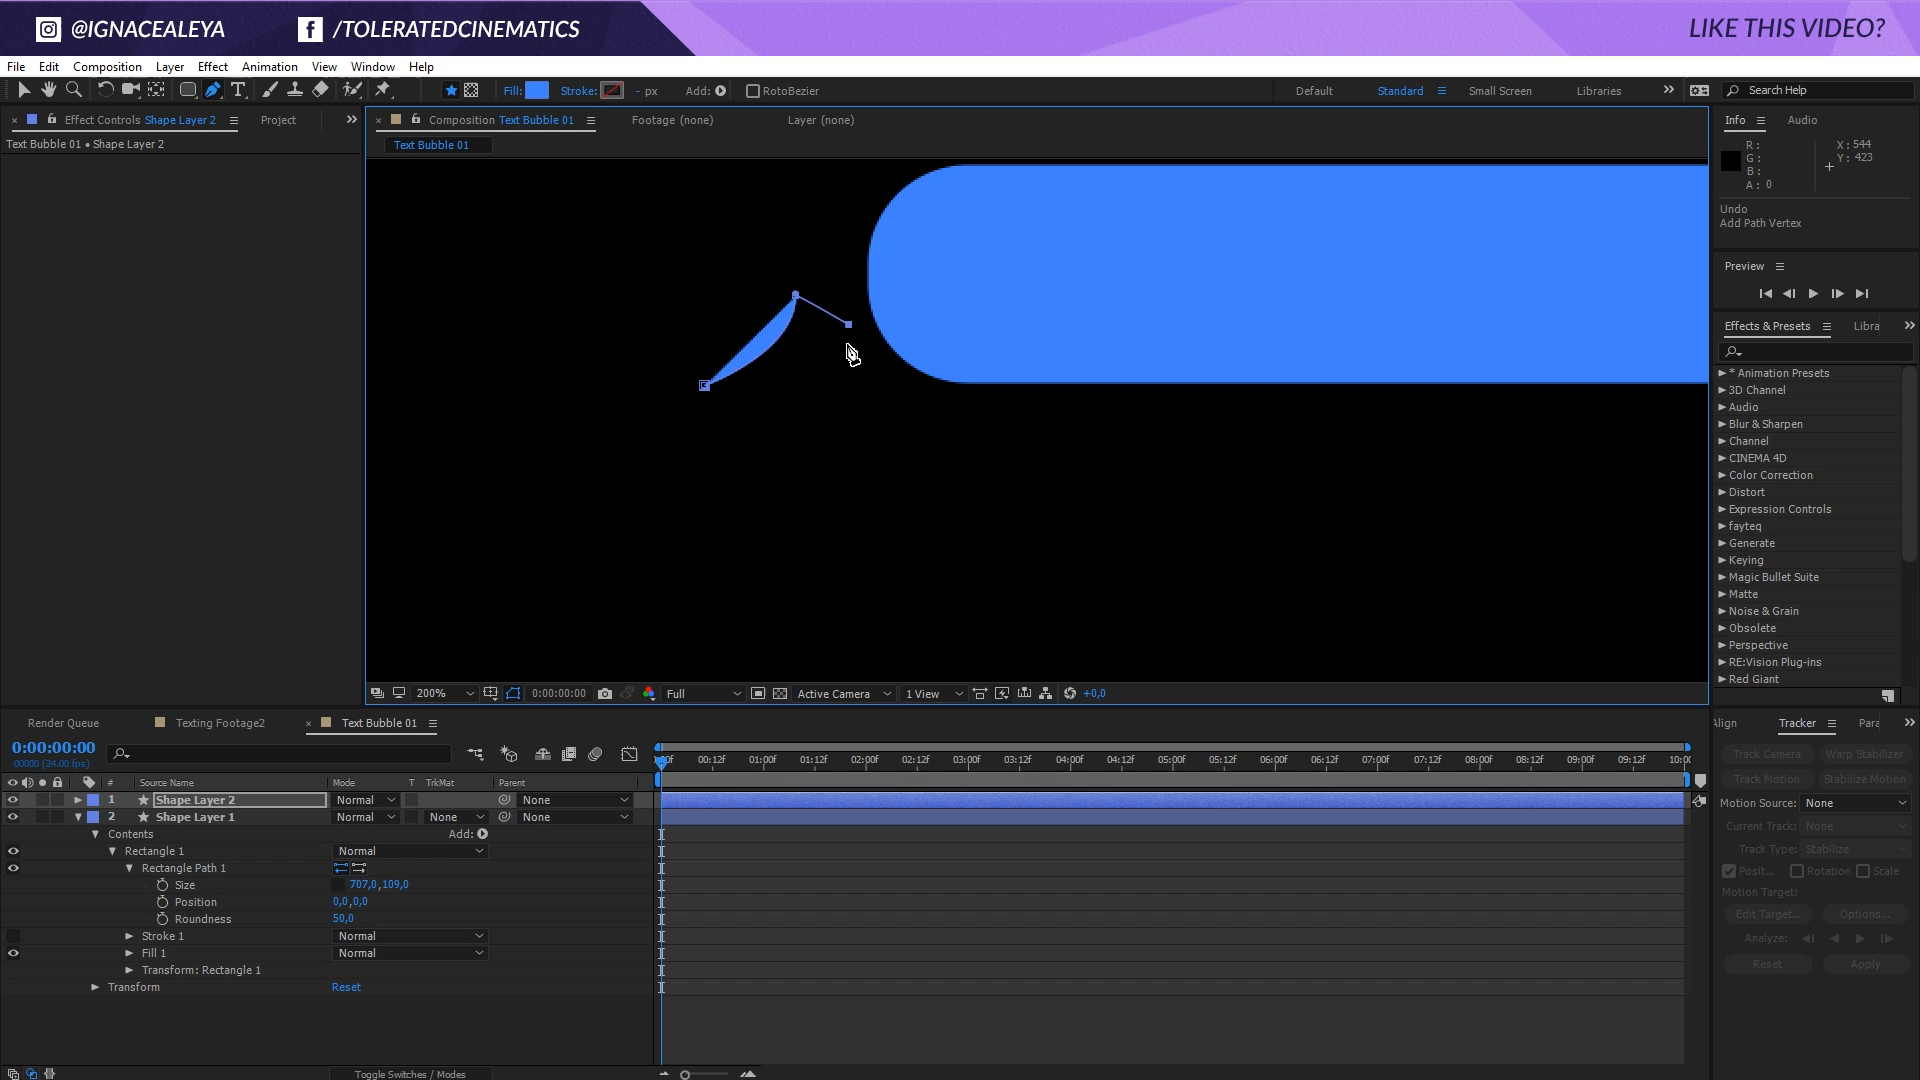 @IGNACEALEYA
/TOLERATEDCINEMATICS
LIKE THIS VIDEO?
File Edit Composition Layer Effect Animation View Window Help
Fill: Stroke: - px Add: RotoBezier
Default Standard Small Screen Libraries Search Help
Effect Controls Shape Layer 2 Project
Composition Text Bubble 01 Footage (none) Layer (none)
Info Audio
Text Bubble 01 • Shape Layer 2
Text Bubble 01
R :
G :
B :
A : 0
X : 544
Y : 423
Undo
Add Path Vertex
Preview
Effects & Presets Libra
* Animation Presets
3D Channel
Audio
Blur & Sharpen
Channel
CINEMA 4D
Color Correction
Distort
Expression Controls
fayteq
Generate
Keying
Magic Bullet Suite
Matte
Noise & Grain
Obsolete
Perspective
RE:Vision Plug-ins
Red Giant
200% 0:00:00:00 Full Active Camera 1 View +0,0
Render Queue Texting Footage2 Text Bubble 01
0:00:00:00
00000 (24.00 fps)
00:12f 01:00f 01:12f 02:00f 02:12f 03:00f 03:12f 04:00f 04:12f 05:00f 05:12f 06:00f 06:12f 07:00f 07:12f 08:00f 08:12f 09:00f 09:12f
# Source Name Mode T TrkMat Parent
1 Shape Layer 2 Normal None
2 Shape Layer 1 Normal None None
Contents Add:
Rectangle 1 Normal
Rectangle Path 1
Size 707,0,109,0
Position 0,0,0,0
Roundness 50,0
Stroke 1 Normal
Fill 1 Normal
Transform: Rectangle 1
Transform Reset
Toggle Switches / Modes
Align Tracker Para
Track Camera Warp Stabilizer
Track Motion Stabilize Motion
Motion Source: None
Current Track: None
Track Type: Stabilize
Posit... Rotation Scale
Motion Target:
Edit Target... Options...
Analyze:
Reset Apply